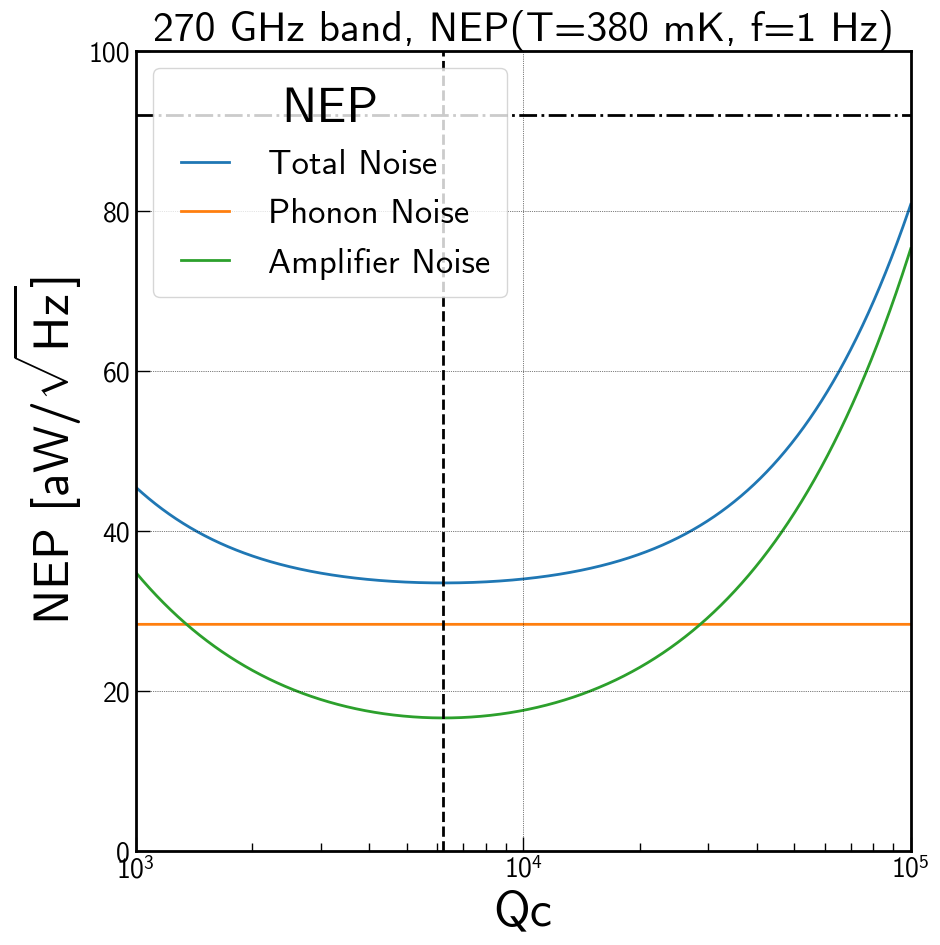 270 GHz band, NEP(T=380 mK, f=1 Hz)
100
80
60
40
20
0
NEP [aW/√Hz]
NEP
Total Noise
Phonon Noise
Amplifier Noise
10³ 10⁴ 10⁵
Qc